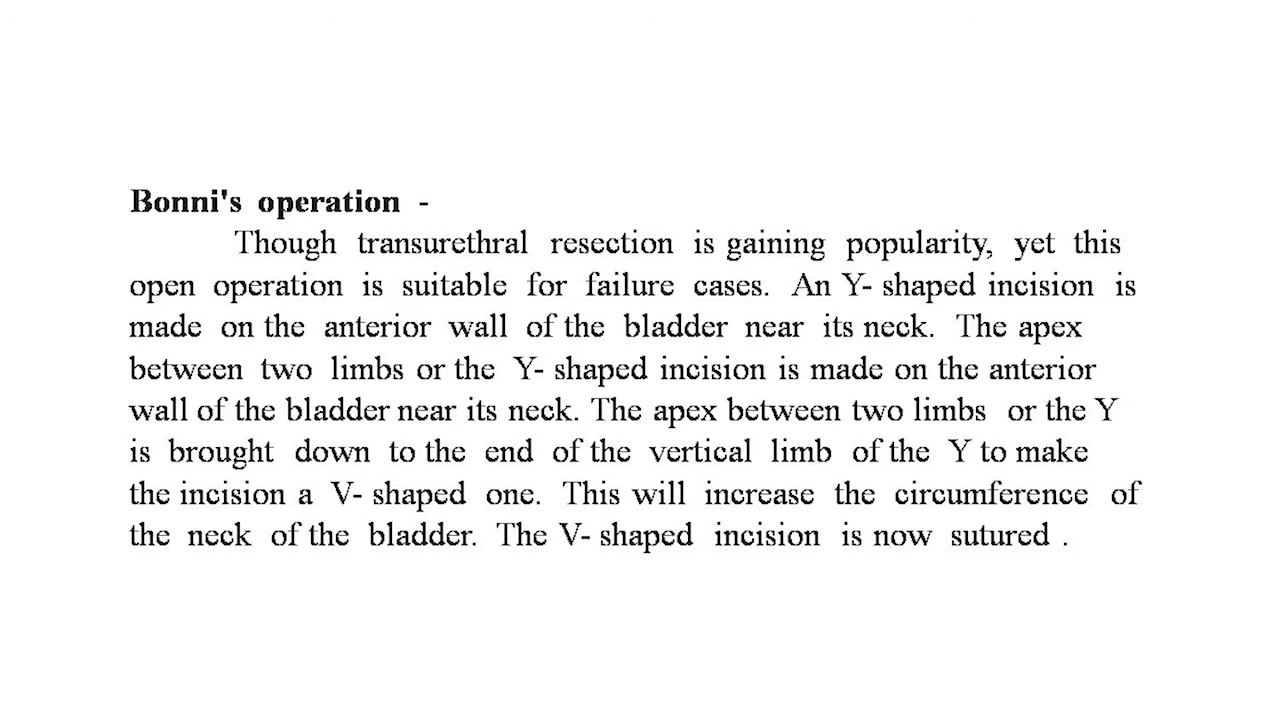 Bonni's operation -
Though transurethral resection is gaining popularity, yet this
open operation is suitable for failure cases. An Y- shaped incision is
made on the anterior wall of the bladder near its neck. The apex
between two limbs or the Y- shaped incision is made on the anterior
wall of the bladder near its neck. The apex between two limbs or the Y
is brought down to the end of the vertical limb of the Y to make
the incision a V- shaped one. This will increase the circumference of
the neck of the bladder. The V- shaped incision is now sutured .